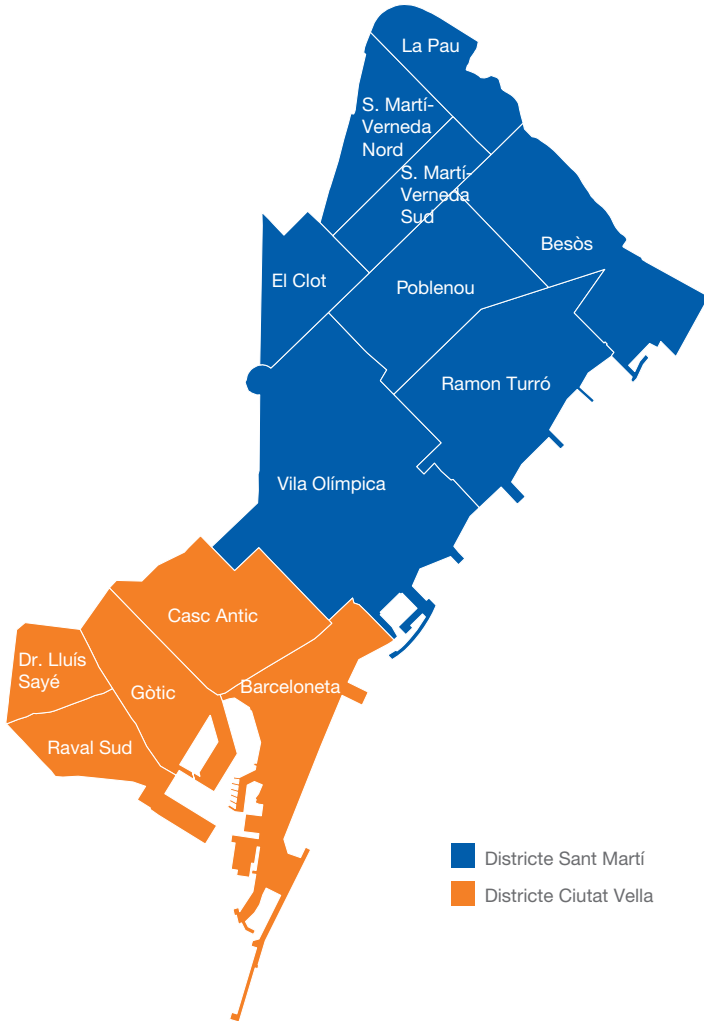 La Pau
S. Martí-
Verneda
Nord
S. Martí-
Verneda
Sud
Besòs
El Clot
Poblenou
Ramon Turró
Vila Olímpica
Casc Antic
Dr. Lluís
Sayé
Gòtic
Barceloneta
Raval Sud
Districte Sant Martí
Districte Ciutat Vella